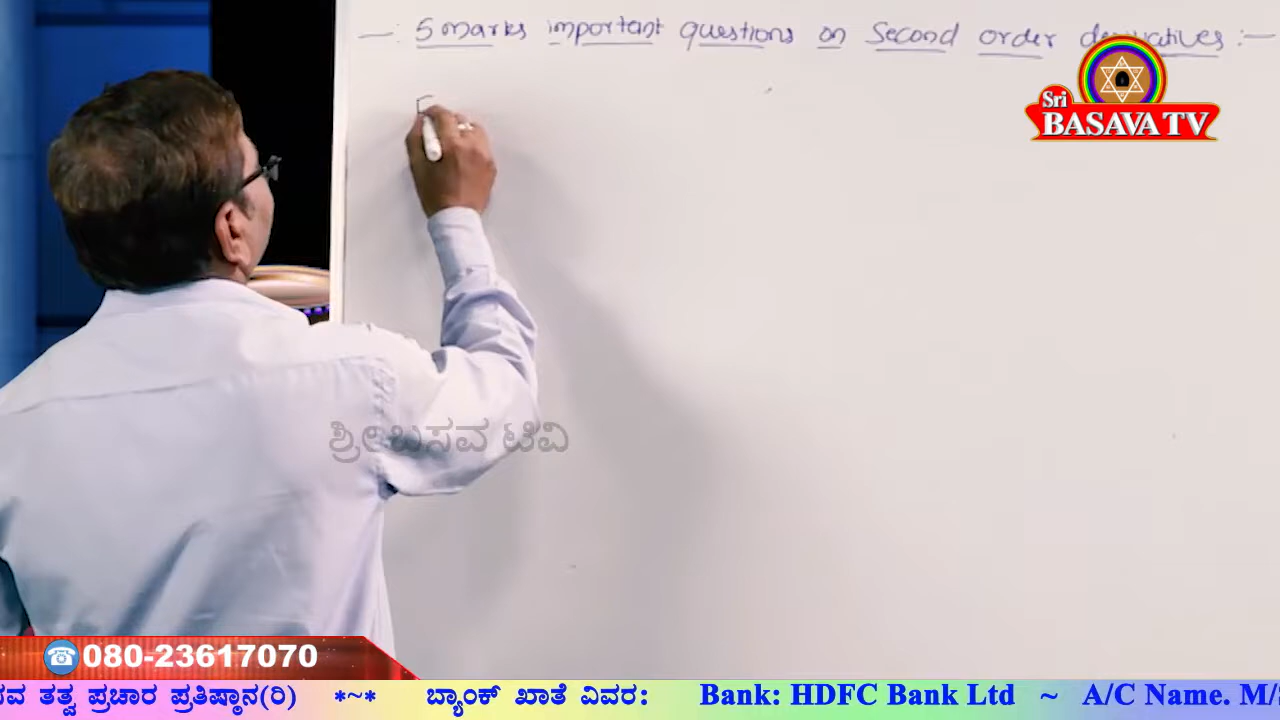 —: 5 marks important questions on Second order derivatives :—
Sri
BASAVA TV
ಶ್ರೀಬಸವ ಟಿವಿ
080-23617070
ತತ್ವ ಪ್ರಚಾರ ಪ್ರತಿಷ್ಠಾನ(ರಿ) *~* ಬ್ಯಾಂಕ್ ಖಾತೆ ವಿವರ: Bank: HDFC Bank Ltd ~ A/C Name.